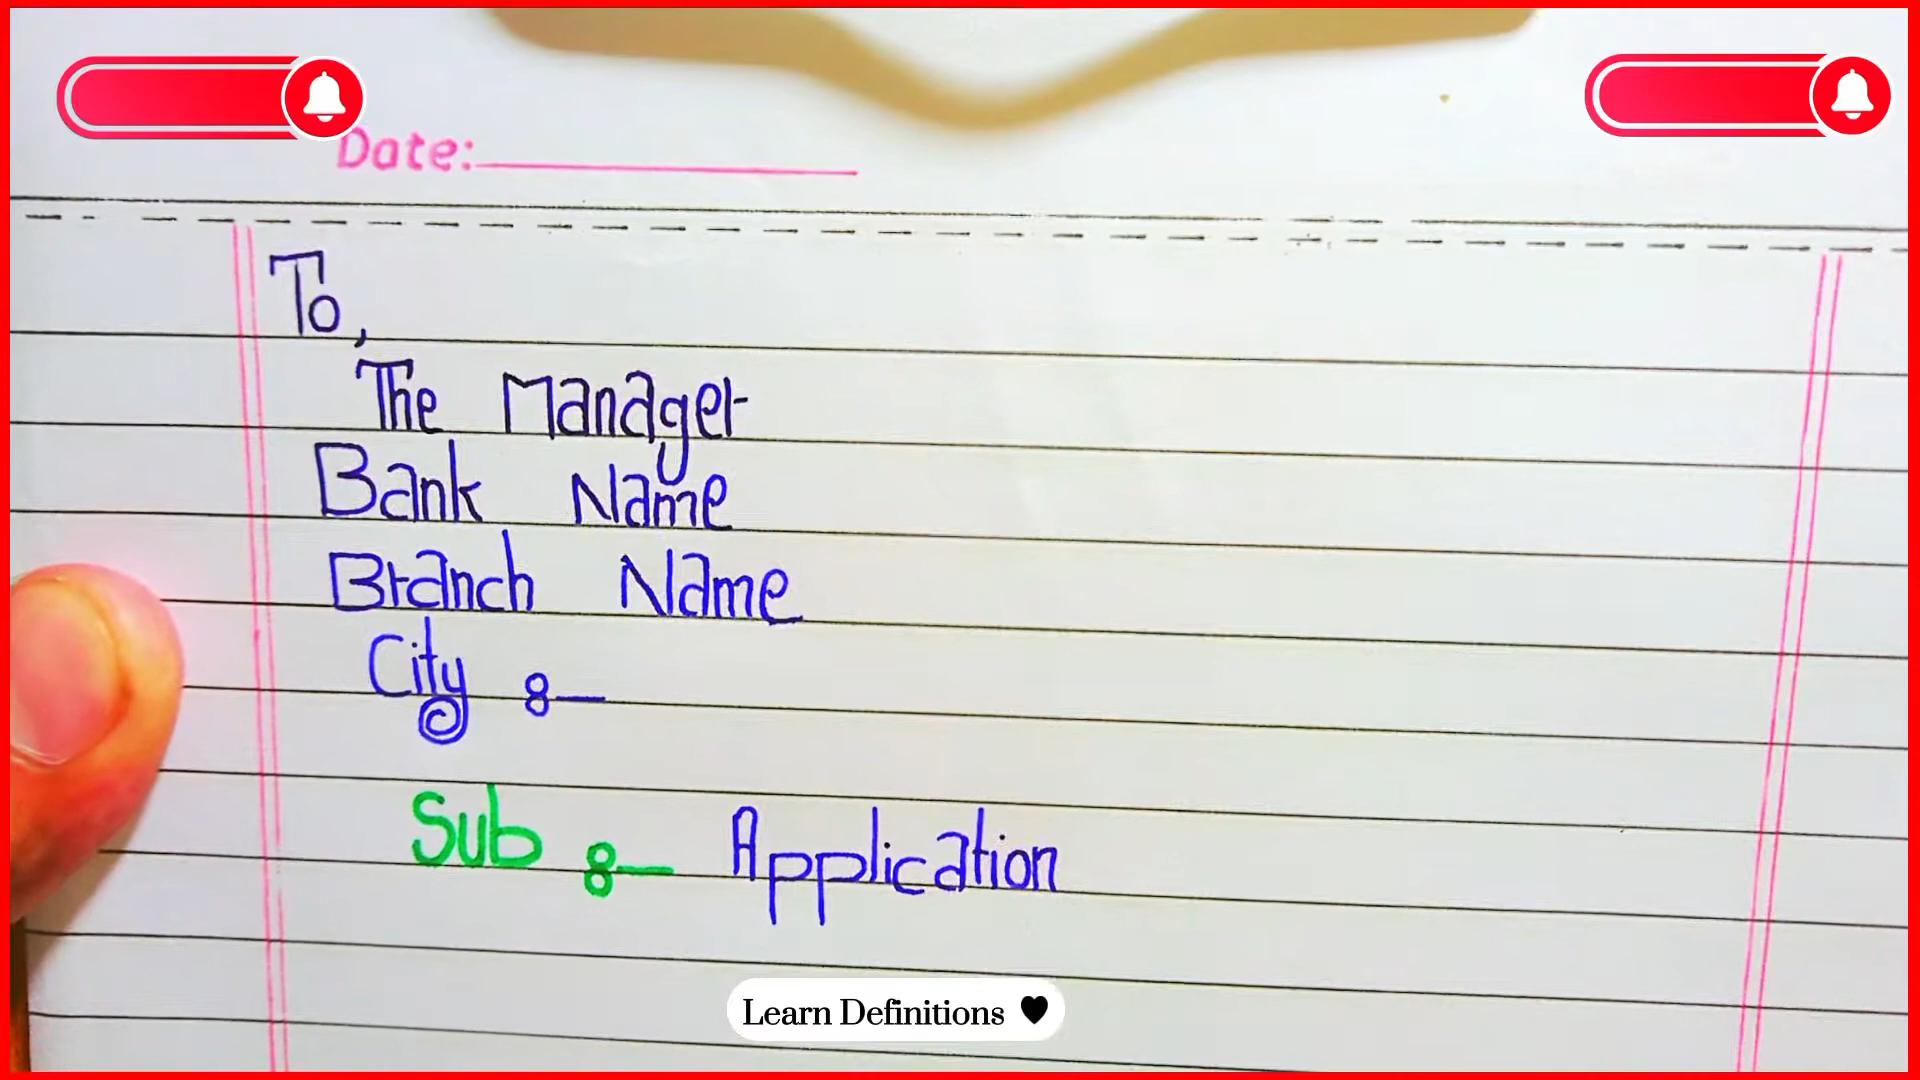 Date:
To,
The Manager
Bank Name
Branch Name
City :-
Sub :- Application
Learn Definitions ♥